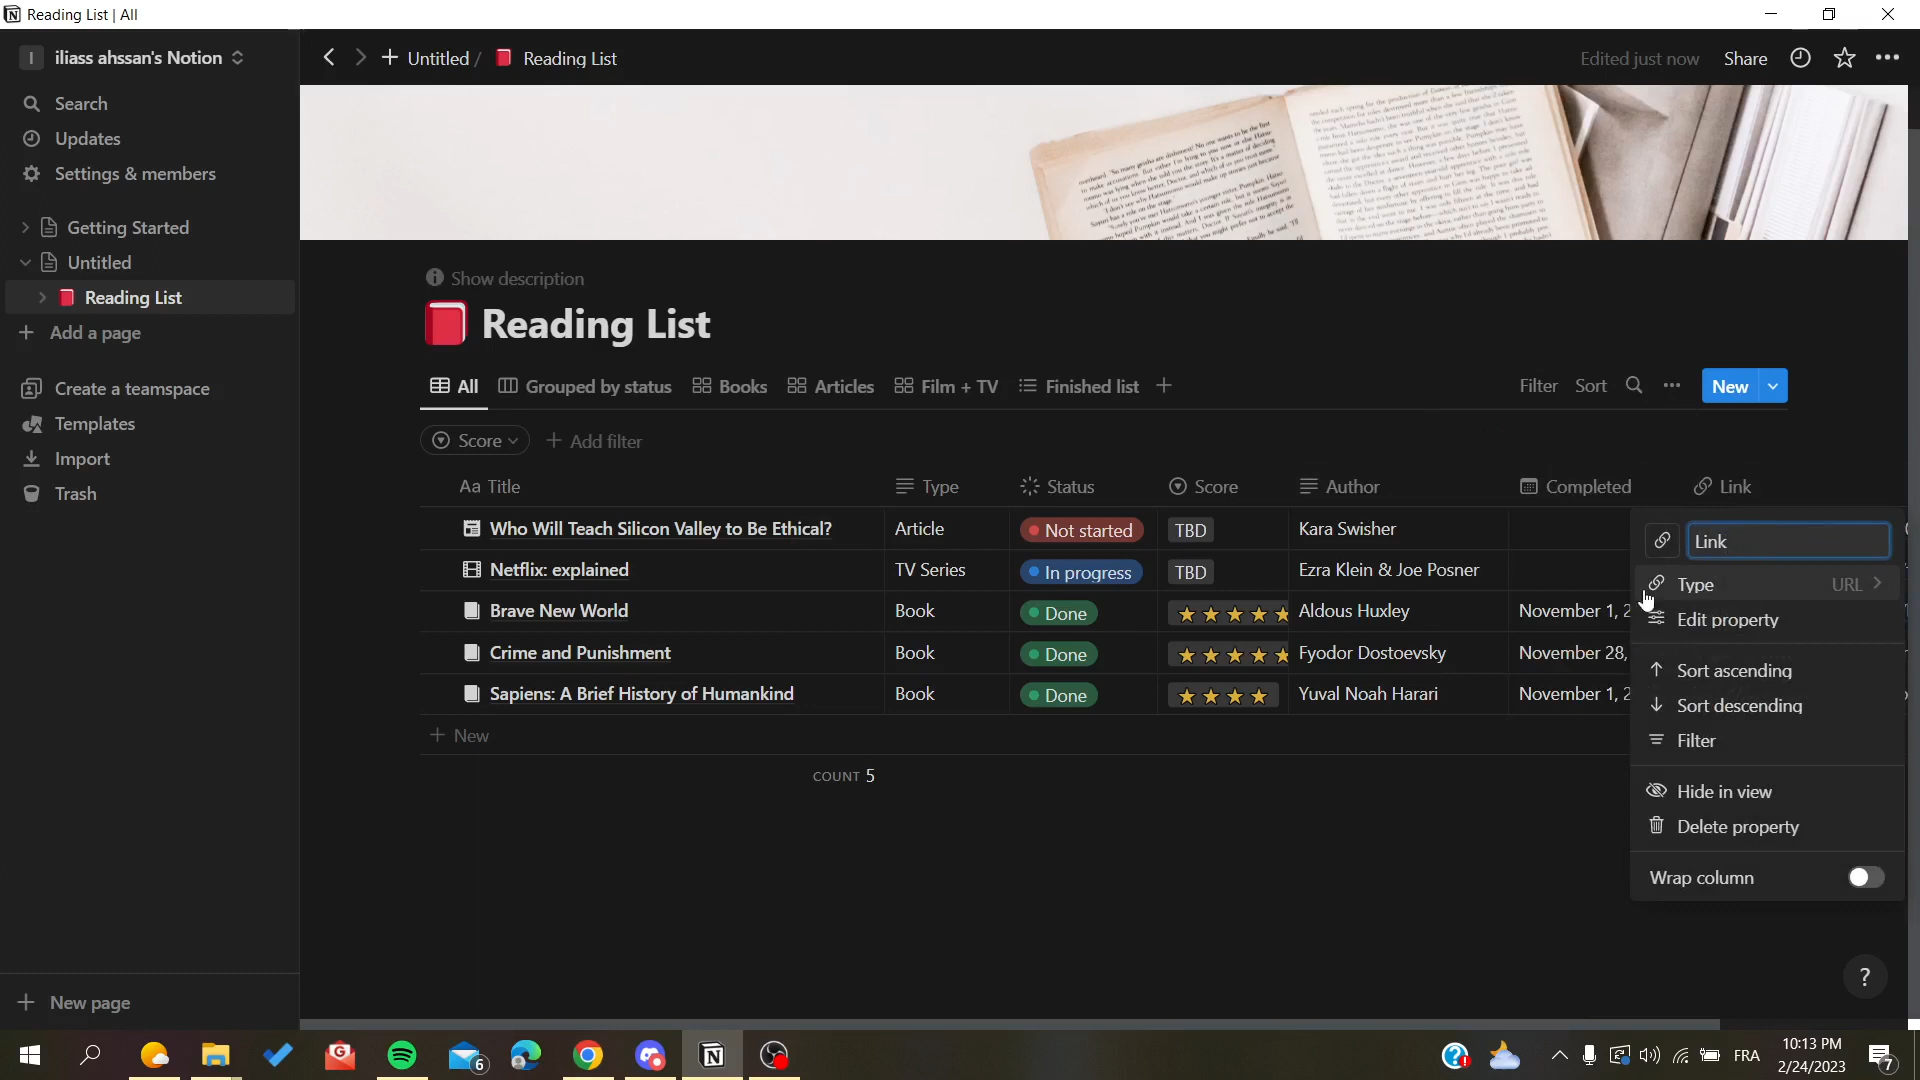 Reading List | All
I iliass ahssan's Notion
Untitled / Reading List
Edited just now Share
Search
Updates
Settings & members
Getting Started
Untitled
Reading List
Add a page
Create a teamspace
Templates
Import
Trash
New page
Show description
Reading List
All Grouped by status Books Articles Film + TV Finished list
Filter Sort New
Score Add filter
Aa Title Type Status Score Author Completed Link
Who Will Teach Silicon Valley to Be Ethical? Article Not started TBD Kara Swisher
Netflix: explained TV Series In progress TBD Ezra Klein & Joe Posner
Brave New World Book Done Aldous Huxley November 1, 2
Crime and Punishment Book Done Fyodor Dostoevsky November 28,
Sapiens: A Brief History of Humankind Book Done Yuval Noah Harari November 1, 2
New
COUNT 5
Link
Type URL
Edit property
Sort ascending
Sort descending
Filter
Hide in view
Delete property
Wrap column
?
6
FRA
10:13 PM
2/24/2023
7